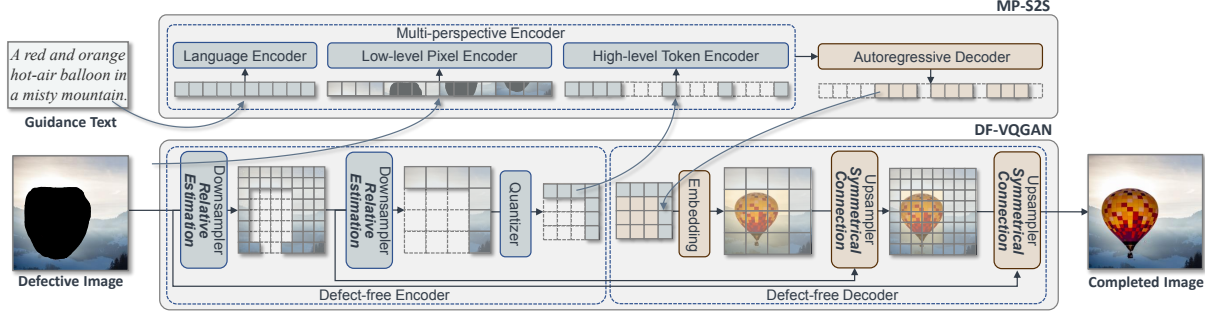 MP-S2S
Multi-perspective Encoder
A red and orange
hot-air balloon in
a misty mountain.
Guidance Text
Language Encoder
Low-level Pixel Encoder
High-level Token Encoder
Autoregressive Decoder
DF-VQGAN
Defective Image
Downsampler
Relative
Estimation
Downsampler
Relative
Estimation
Quantizer
Embedding
Upsampler
Symmetrical
Connection
Upsampler
Symmetrical
Connection
Defect-free Encoder
Defect-free Decoder
Completed Image